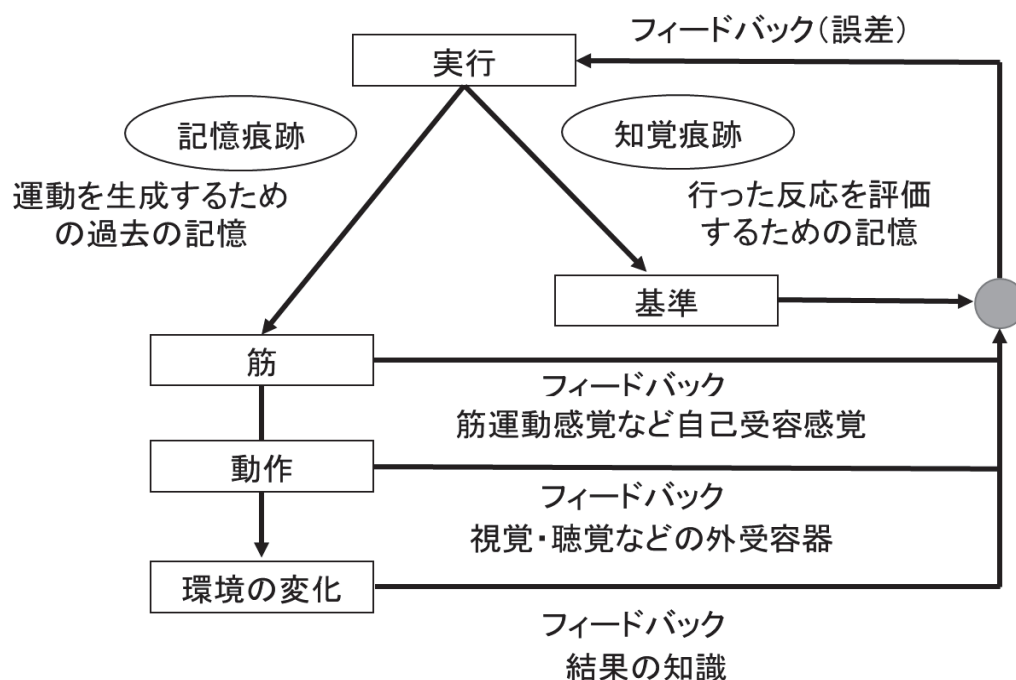 フィードバック(誤差)
実行
記憶痕跡
知覚痕跡
運動を生成するため
の過去の記憶
行った反応を評価
するための記憶
基準
筋
フィードバック
筋運動感覚など自己受容感覚
動作
フィードバック
視覚・聴覚などの外受容器
環境の変化
フィードバック
結果の知識